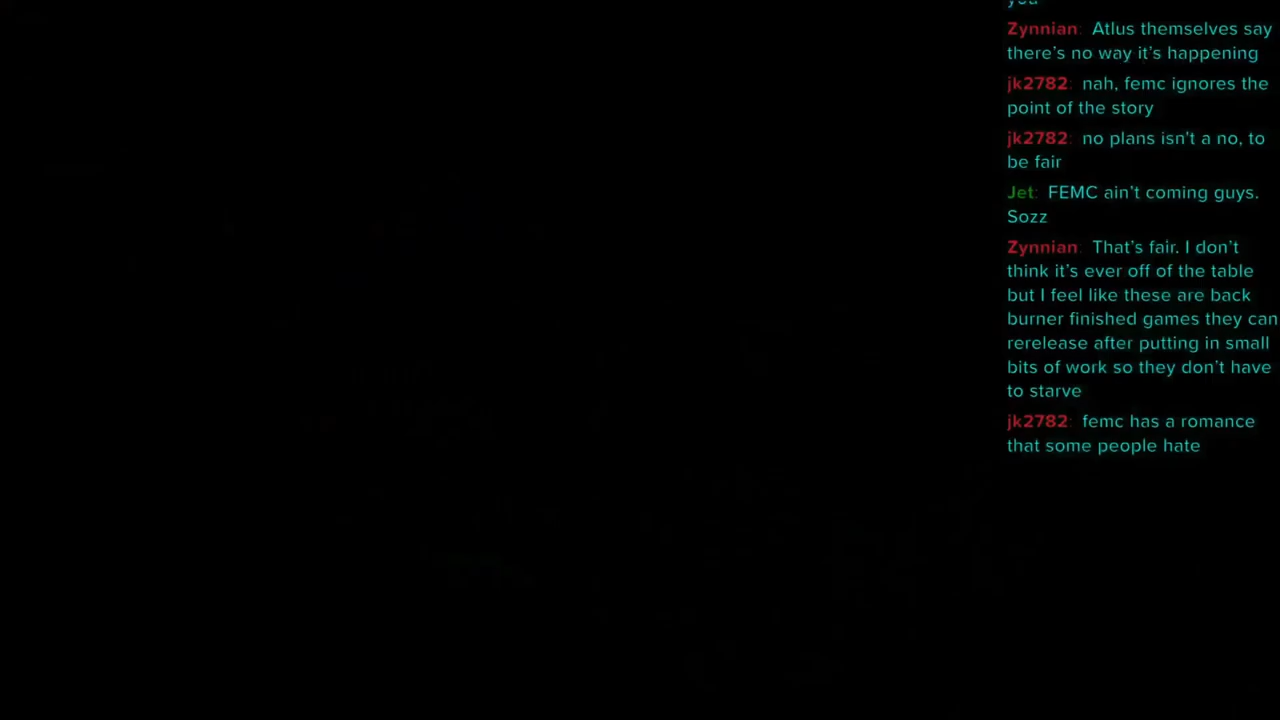 you
Zynnian: Atlus themselves say
there's no way it's happening
jk2782: nah, femc ignores the
point of the story
jk2782: no plans isn't a no, to
be fair
Jet: FEMC ain't coming guys.
Sozz
Zynnian: That's fair. I don't
think it's ever off of the table
but I feel like these are back
burner finished games they can
rerelease after putting in small
bits of work so they don't have
to starve
jk2782: femc has a romance
that some people hate